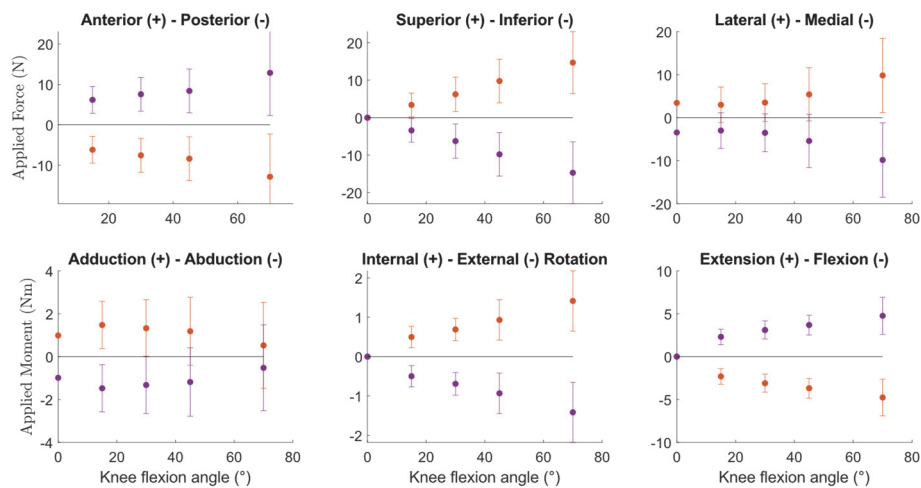 Anterior (+) - Posterior (-)
Superior (+) - Inferior (-)
Lateral (+) - Medial (-)
Applied Force (N)
20
10
0
-10
20 40 60
20
10
0
-10
-20
0 20 40 60 80
20
10
0
-10
-20
0 20 40 60 80
Adduction (+) - Abduction (-)
Internal (+) - External (-) Rotation
Extension (+) - Flexion (-)
Applied Moment (Nm)
4
2
0
-2
-4
0 20 40 60 80
Knee flexion angle (°)
2
1
0
-1
-2
0 20 40 60 80
Knee flexion angle (°)
10
5
0
-5
-10
0 20 40 60 80
Knee flexion angle (°)